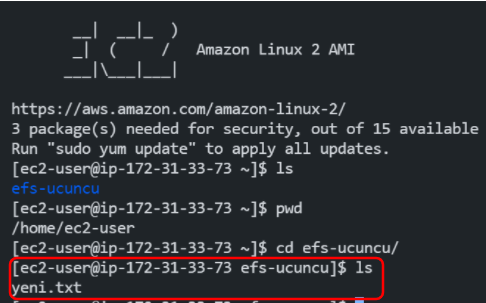 __|  __|_  )
_|  (     /   Amazon Linux 2 AMI
___|\___|___|
https://aws.amazon.com/amazon-linux-2/
3 package(s) needed for security, out of 15 available
Run "sudo yum update" to apply all updates.
[ec2-user@ip-172-31-33-73 ~]$ ls
efs-ucuncu
[ec2-user@ip-172-31-33-73 ~]$ pwd
/home/ec2-user
[ec2-user@ip-172-31-33-73 ~]$ cd efs-ucuncu/
[ec2-user@ip-172-31-33-73 efs-ucuncu]$ ls
yeni.txt